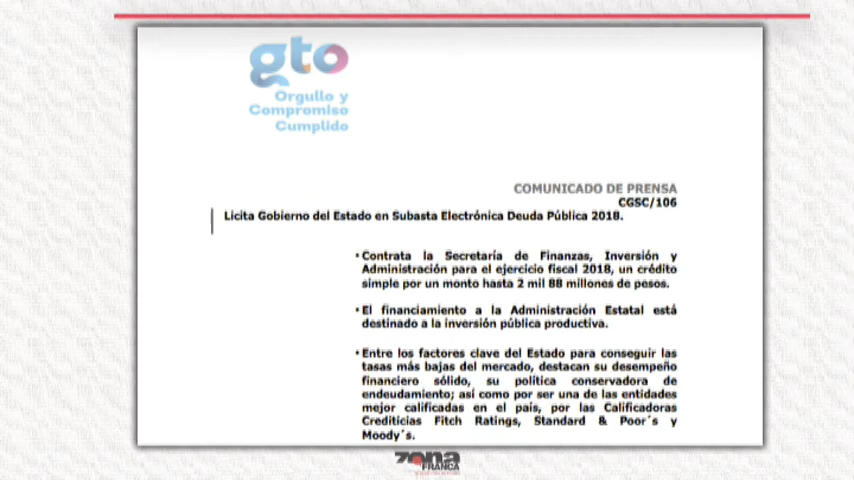 gto
Orgullo y
Compromiso
Cumplido
COMUNICADO DE PRENSA
CGSC/106
Licita Gobierno del Estado en Subasta Electrónica Deuda Pública 2018.
• Contrata la Secretaría de Finanzas, Inversión y
Administración para el ejercicio fiscal 2018, un crédito
simple por un monto hasta 2 mil 88 millones de pesos.
• El financiamiento a la Administración Estatal está
destinado a la inversión pública productiva.
• Entre los factores clave del Estado para conseguir las
tasas más bajas del mercado, destacan su desempeño
financiero sólido, su política conservadora de
endeudamiento; así como por ser una de las entidades
mejor calificadas en el país, por las Calificadoras
Crediticias Fitch Ratings, Standard & Poor´s y
Moody´s.
zona
FRANCA